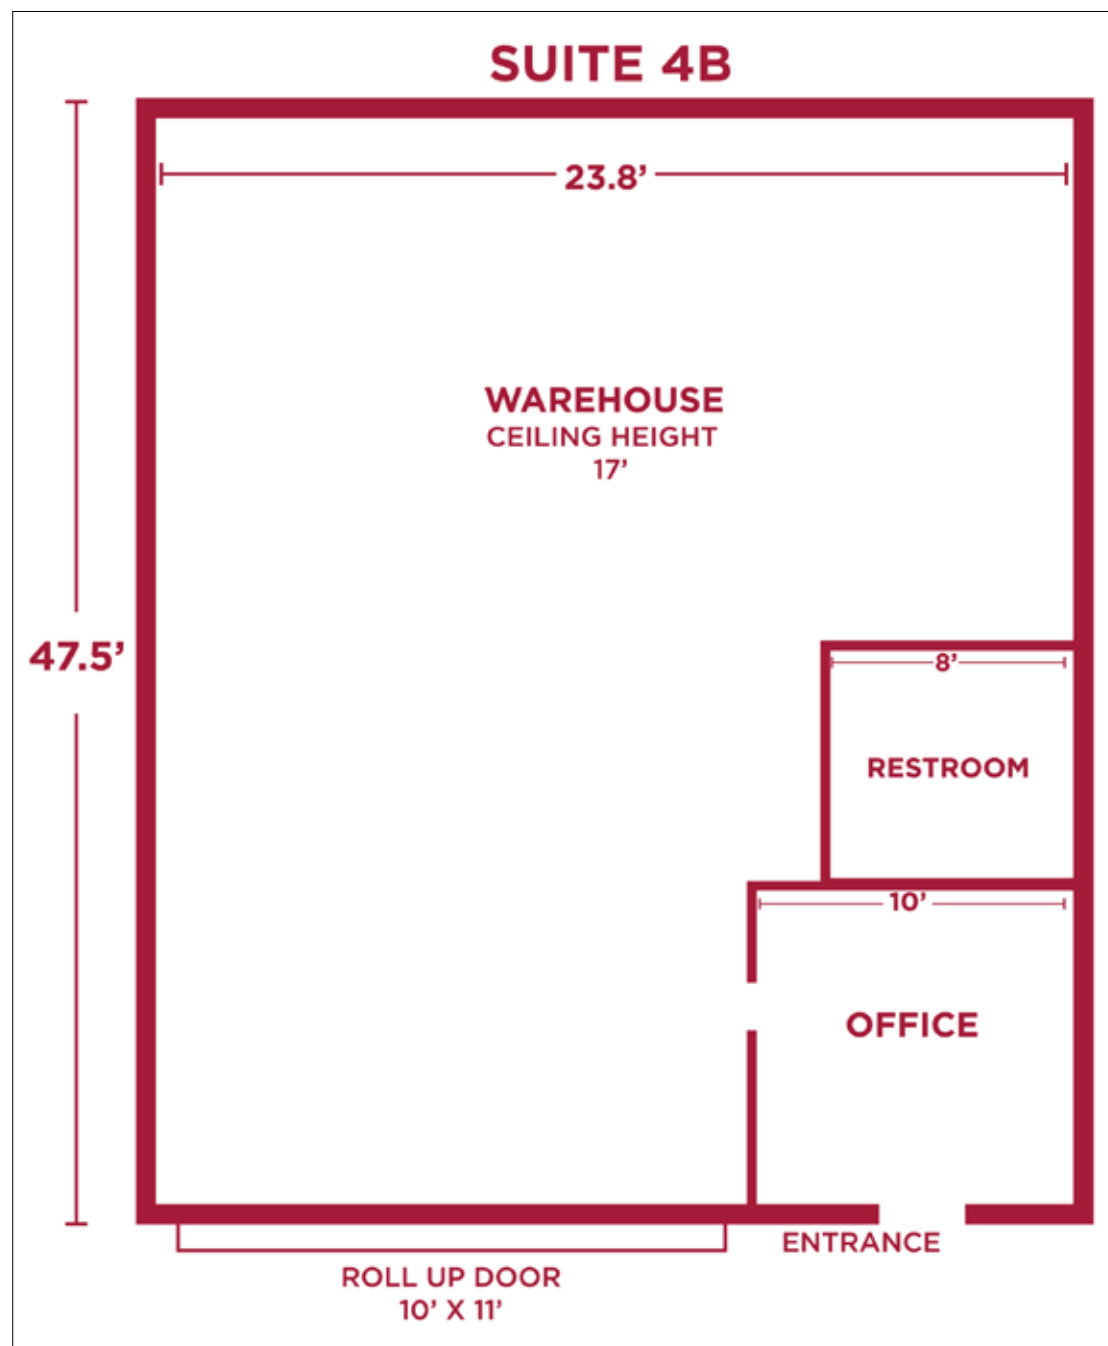 SUITE 4B
23.8’
WAREHOUSE
CEILING HEIGHT
17’
47.5’
8’
RESTROOM
10’
OFFICE
ENTRANCE
ROLL UP DOOR
10’ X 11’